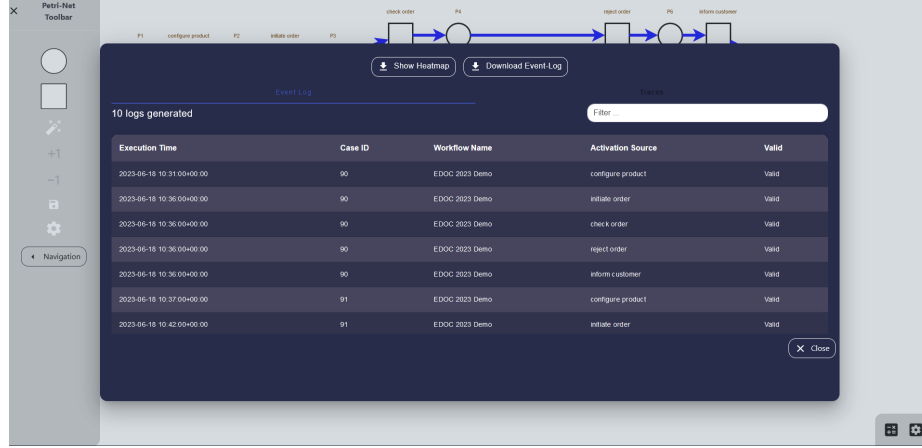 Petri-Net
Toolbar
check order P4 reject order P6 inform customer
P1 configure product P2 initiate order P3
Show Heatmap Download Event-Log
Event Log Traces
10 logs generated Filter ...
Execution Time Case ID Workflow Name Activation Source Valid
2023-06-18 10:31:00+00:00 90 EDOC 2023 Demo configure product Valid
2023-06-18 10:36:00+00:00 90 EDOC 2023 Demo initiate order Valid
2023-06-18 10:36:00+00:00 90 EDOC 2023 Demo check order Valid
2023-06-18 10:36:00+00:00 90 EDOC 2023 Demo reject order Valid
2023-06-18 10:36:00+00:00 90 EDOC 2023 Demo inform customer Valid
2023-06-18 10:37:00+00:00 91 EDOC 2023 Demo configure product Valid
2023-06-18 10:42:00+00:00 91 EDOC 2023 Demo initiate order Valid
+1
−1
Navigation
Close